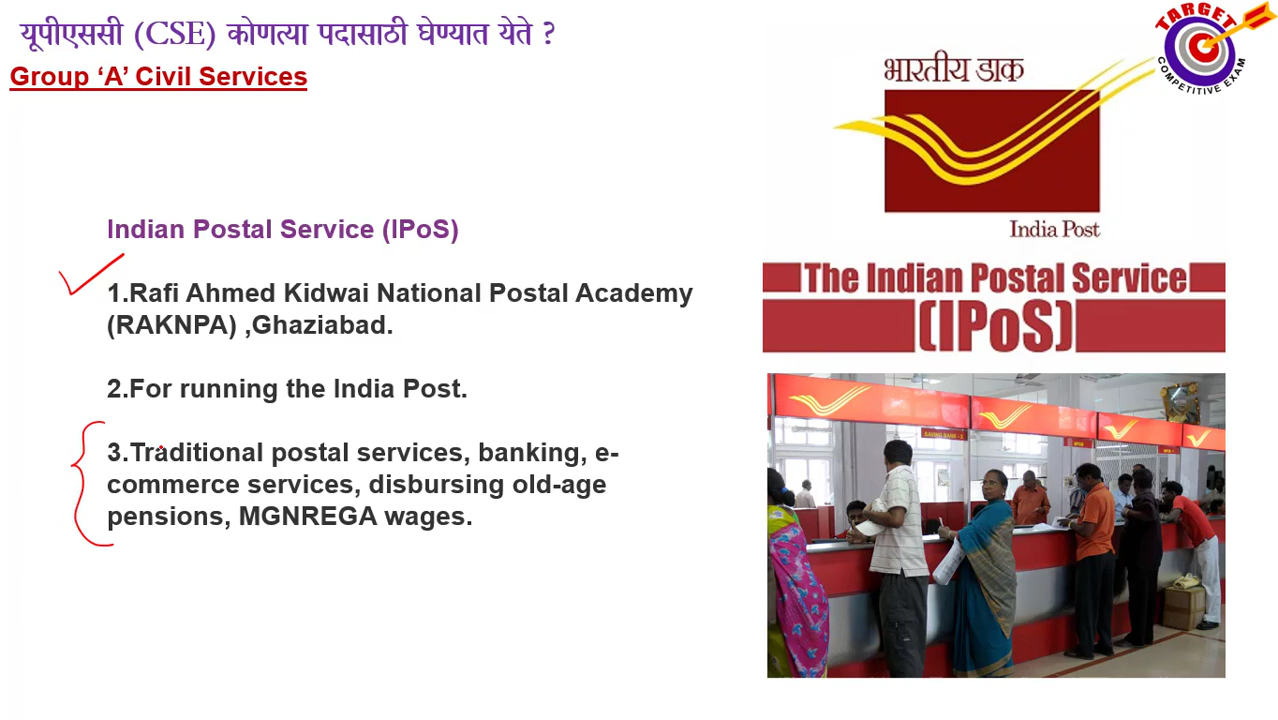 यूपीएससी (CSE) कोणत्या पदासाठी घेण्यात येते ?
Group ‘A’ Civil Services
TARGET
COMPETITIVE EXAM
भारतीय डाक
India Post
Indian Postal Service (IPoS)
1.Rafi Ahmed Kidwai National Postal Academy
(RAKNPA) ,Ghaziabad.
2.For running the India Post.
3.Traditional postal services, banking, e-
commerce services, disbursing old-age
pensions, MGNREGA wages.
The Indian Postal Service
(IPoS)